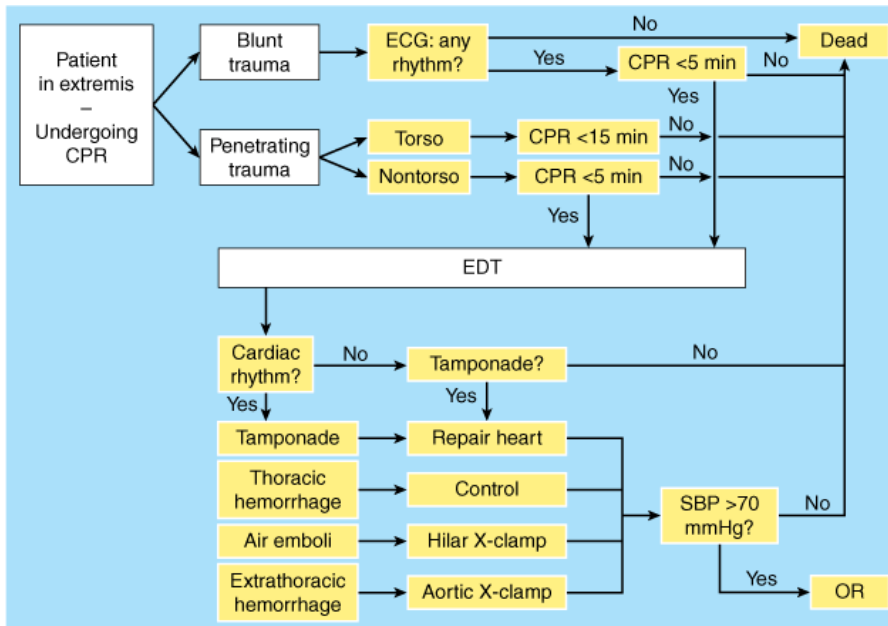 Patient
in extremis
–
Undergoing
CPR
Blunt
trauma
ECG: any
rhythm?
No
Dead
Yes
CPR <5 min
No
Yes
Penetrating
trauma
Torso
CPR <15 min
No
Nontorso
CPR <5 min
No
Yes
EDT
Cardiac
rhythm?
No
Tamponade?
No
Yes
Yes
Tamponade
Repair heart
Thoracic
hemorrhage
Control
SBP >70
mmHg?
No
Air emboli
Hilar X-clamp
Extrathoracic
hemorrhage
Aortic X-clamp
Yes
OR